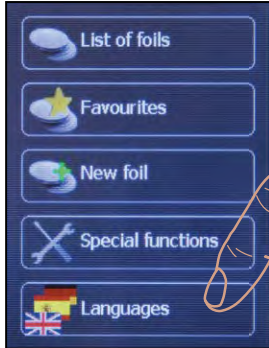 List of foils
Favourites
New foil
Special functions
Languages